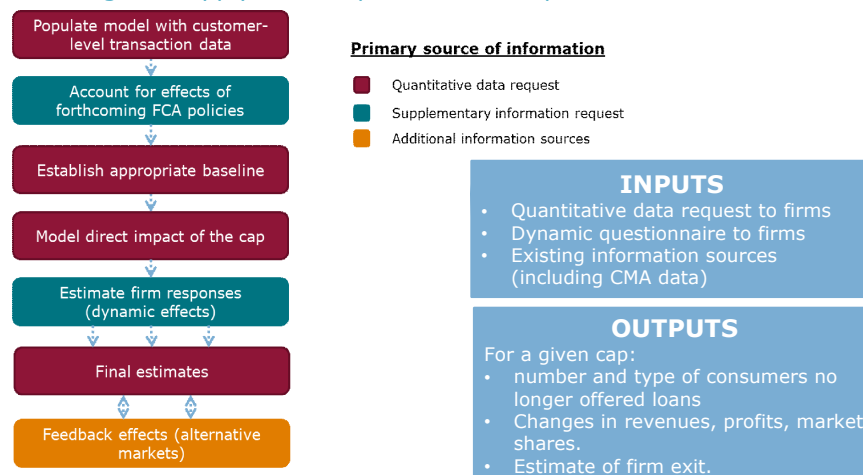 Populate model with customer-
level transaction data
Account for effects of
forthcoming FCA policies
Establish appropriate baseline
Model direct impact of the cap
Estimate firm responses
(dynamic effects)
Final estimates
Feedback effects (alternative
markets)
Primary source of information
Quantitative data request
Supplementary information request
Additional information sources
INPUTS
• Quantitative data request to firms
• Dynamic questionnaire to firms
• Existing information sources
(including CMA data)
OUTPUTS
For a given cap:
• number and type of consumers no
longer offered loans
• Changes in revenues, profits, market
shares.
• Estimate of firm exit.